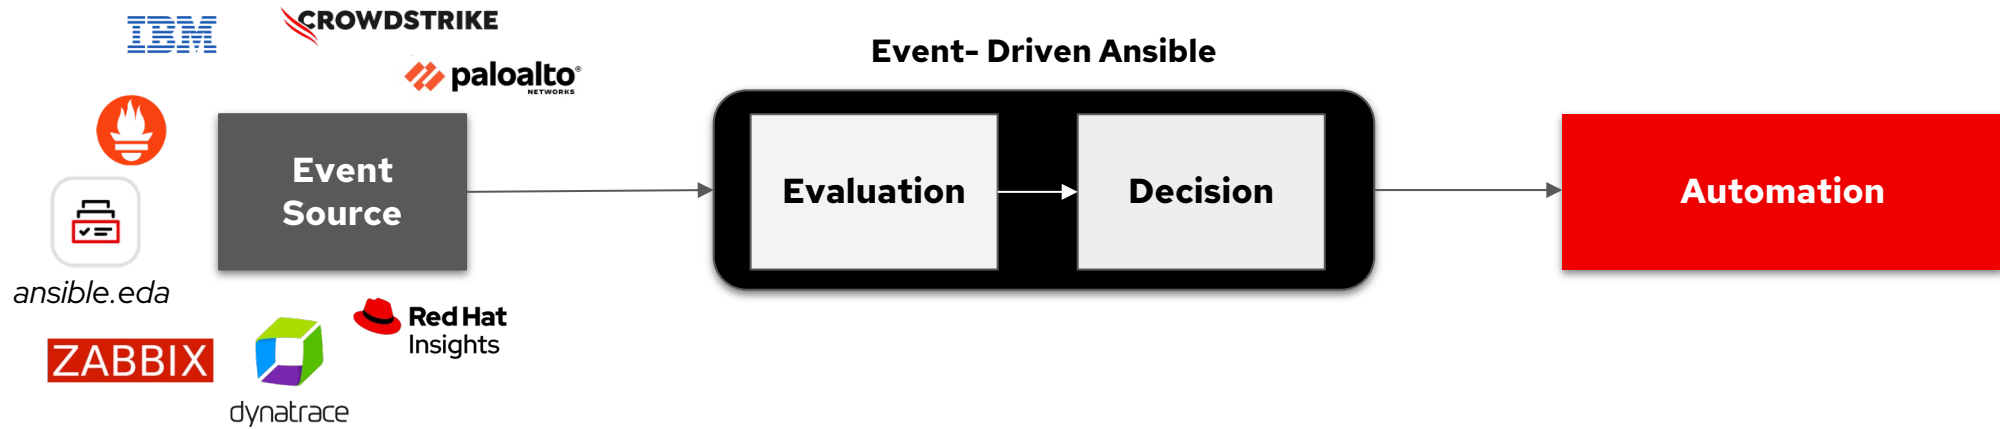 IBM
CROWDSTRIKE
paloalto®
NETWORKS
Event- Driven Ansible
Event
Source
Evaluation
Decision
Automation
ansible.eda
Red Hat
Insights
ZABBIX
dynatrace